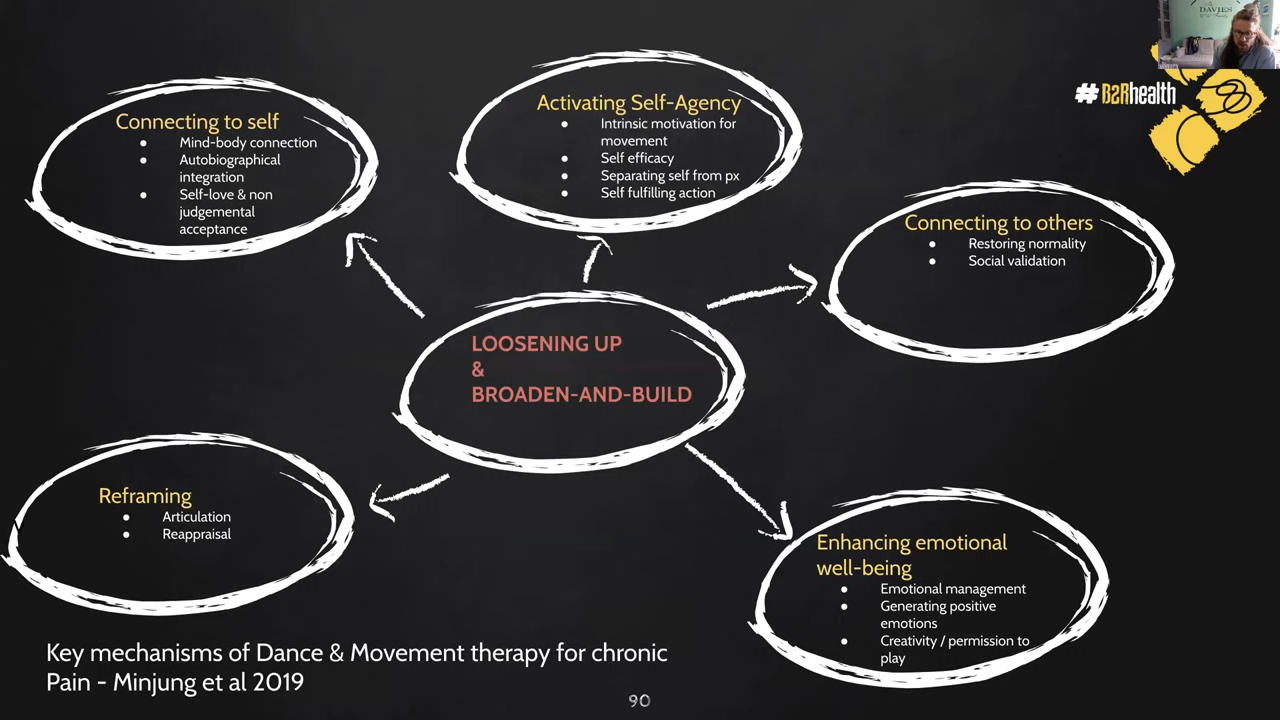 DAVIES
#B2Rhealth
Connecting to self
● Mind-body connection
● Autobiographical
integration
● Self-love & non
judgemental
acceptance
Activating Self-Agency
● Intrinsic motivation for
movement
● Self efficacy
● Separating self from px
● Self fulfilling action
Connecting to others
● Restoring normality
● Social validation
LOOSENING UP
&
BROADEN-AND-BUILD
Reframing
● Articulation
● Reappraisal
Enhancing emotional
well-being
● Emotional management
● Generating positive
emotions
● Creativity / permission to
play
Key mechanisms of Dance & Movement therapy for chronic
Pain - Minjung et al 2019
90